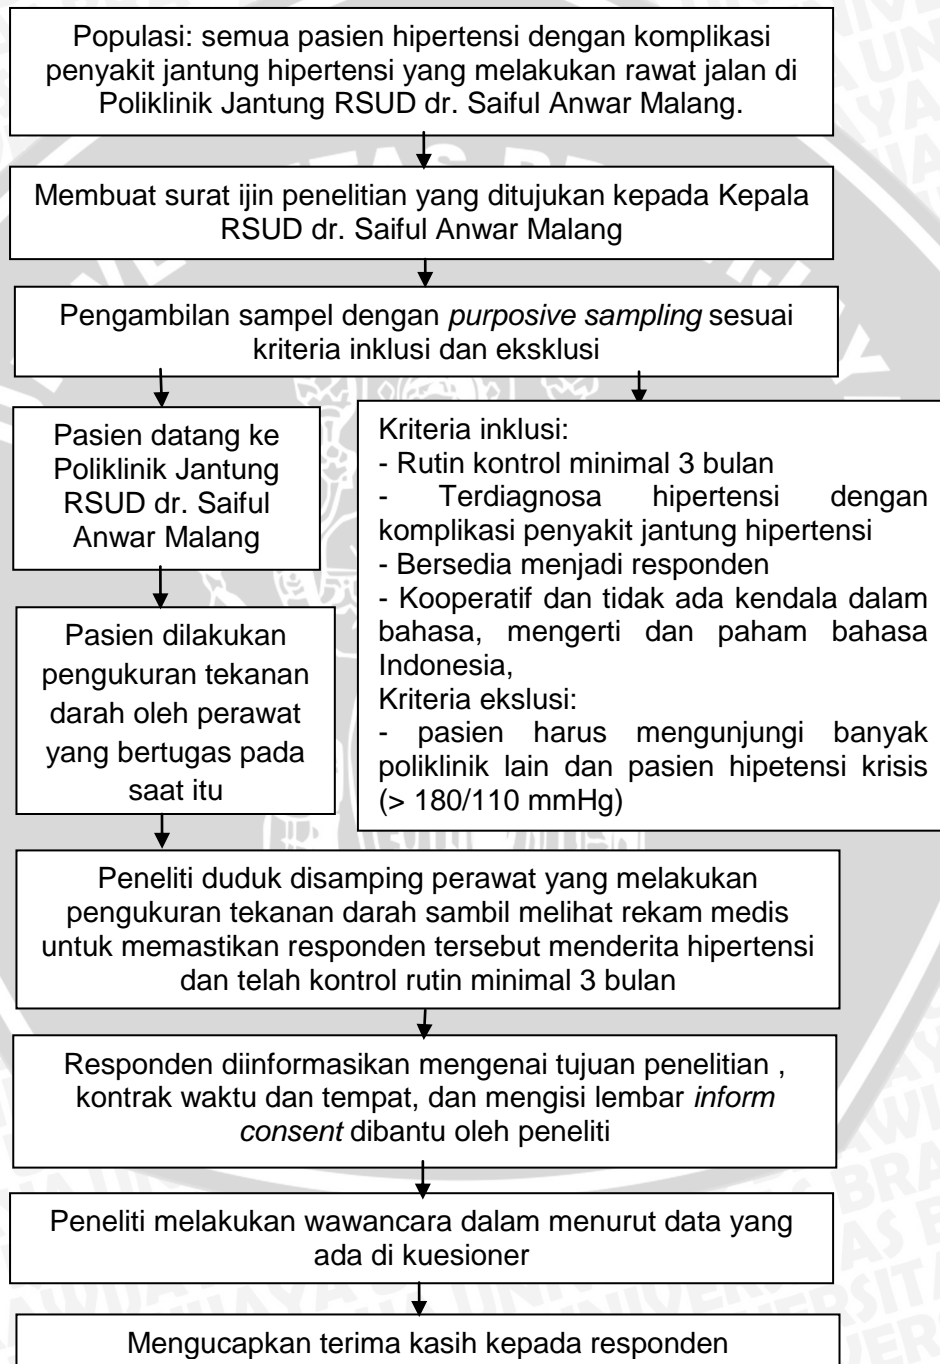 Populasi: semua pasien hipertensi dengan komplikasi
penyakit jantung hipertensi yang melakukan rawat jalan di
Poliklinik Jantung RSUD dr. Saiful Anwar Malang.
Membuat surat ijin penelitian yang ditujukan kepada Kepala
RSUD dr. Saiful Anwar Malang
Pengambilan sampel dengan purposive sampling sesuai
kriteria inklusi dan eksklusi
Pasien datang ke
Poliklinik Jantung
RSUD dr. Saiful
Anwar Malang
Pasien dilakukan
pengukuran tekanan
darah oleh perawat
yang bertugas pada
saat itu
Kriteria inklusi:
- Rutin kontrol minimal 3 bulan
- Terdiagnosa hipertensi dengan
komplikasi penyakit jantung hipertensi
- Bersedia menjadi responden
- Kooperatif dan tidak ada kendala dalam
bahasa, mengerti dan paham bahasa
Indonesia,
Kriteria ekslusi:
- pasien harus mengunjungi banyak
poliklinik lain dan pasien hipetensi krisis
(> 180/110 mmHg)
Peneliti duduk disamping perawat yang melakukan
pengukuran tekanan darah sambil melihat rekam medis
untuk memastikan responden tersebut menderita hipertensi
dan telah kontrol rutin minimal 3 bulan
Responden diinformasikan mengenai tujuan penelitian ,
kontrak waktu dan tempat, dan mengisi lembar inform
consent dibantu oleh peneliti
Peneliti melakukan wawancara dalam menurut data yang
ada di kuesioner
Mengucapkan terima kasih kepada responden